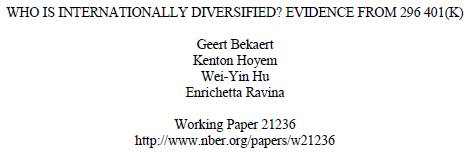 WHO IS INTERNATIONALLY DIVERSIFIED? EVIDENCE FROM 296 401(K)
Geert Bekaert
Kenton Hoyem
Wei-Yin Hu
Enrichetta Ravina
Working Paper 21236
http://www.nber.org/papers/w21236